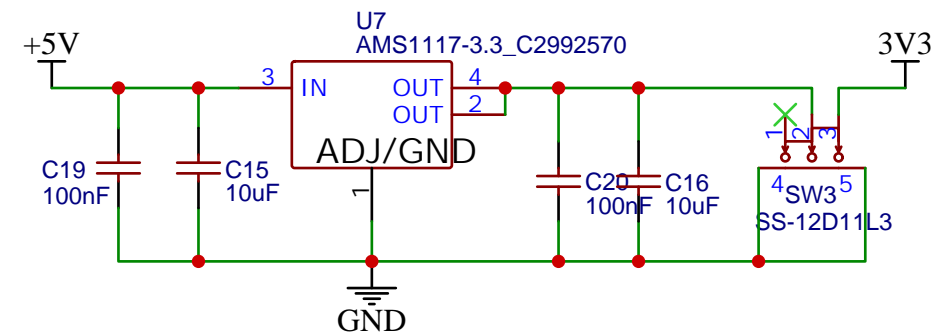 U7
AMS1117-3.3_C2992570
+5V
3V3
3
IN
OUT
4
OUT
2
ADJ/GND
1
C19
100nF
C15
10uF
C20
100nF
C16
10uF
1
2
3
4
5
SW3
SS-12D11L3
GND